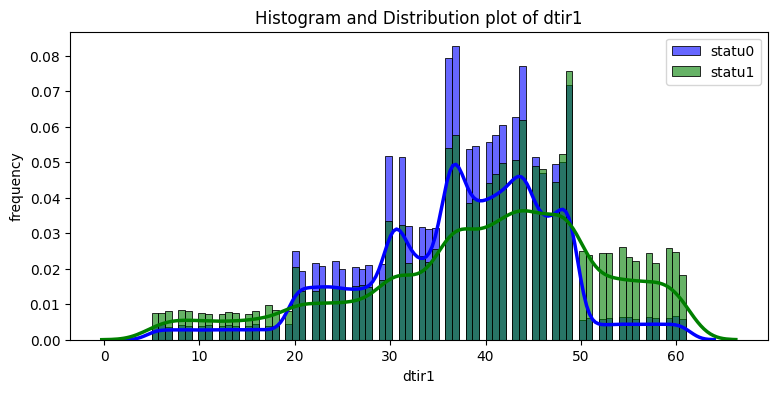 Histogram and Distribution plot of dtir1
statu0
statu1
frequency
0.08
0.07
0.06
0.05
0.04
0.03
0.02
0.01
0.00
0 10 20 30 40 50 60
dtir1